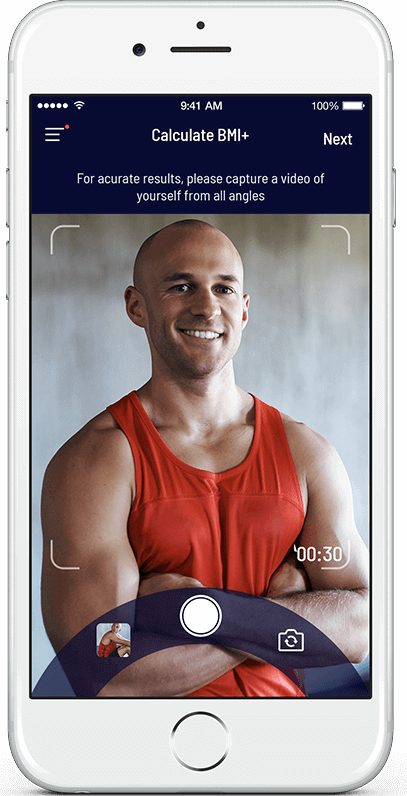 9:41 AM
100%
Calculate BMI+
Next
For acurate results, please capture a video of
yourself from all angles
00:30